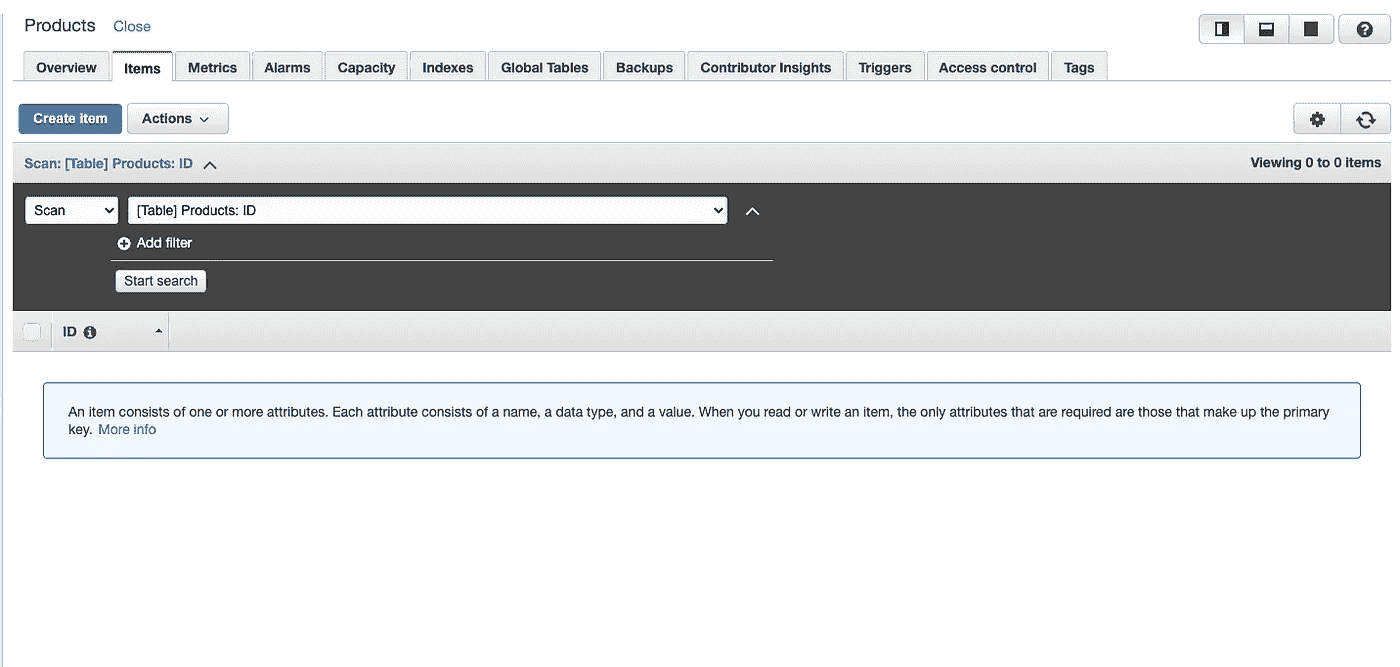 Products Close
Overview Items Metrics Alarms Capacity Indexes Global Tables Backups Contributor Insights Triggers Access control Tags
Create item Actions
Scan: [Table] Products: ID Viewing 0 to 0 items
Scan [Table] Products: ID
Add filter
Start search
ID
An item consists of one or more attributes. Each attribute consists of a name, a data type, and a value. When you read or write an item, the only attributes that are required are those that make up the primary
key. More info